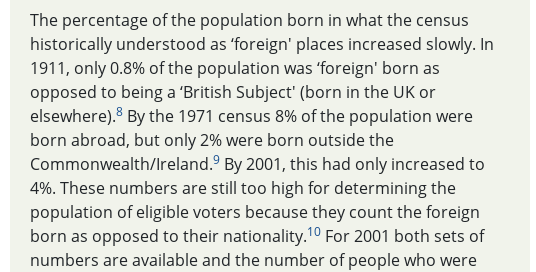 The percentage of the population born in what the census
historically understood as ‘foreign' places increased slowly. In
1911, only 0.8% of the population was ‘foreign' born as
opposed to being a ‘British Subject' (born in the UK or
elsewhere).8 By the 1971 census 8% of the population were
born abroad, but only 2% were born outside the
Commonwealth/Ireland.9 By 2001, this had only increased to
4%. These numbers are still too high for determining the
population of eligible voters because they count the foreign
born as opposed to their nationality.10 For 2001 both sets of
numbers are available and the number of people who were